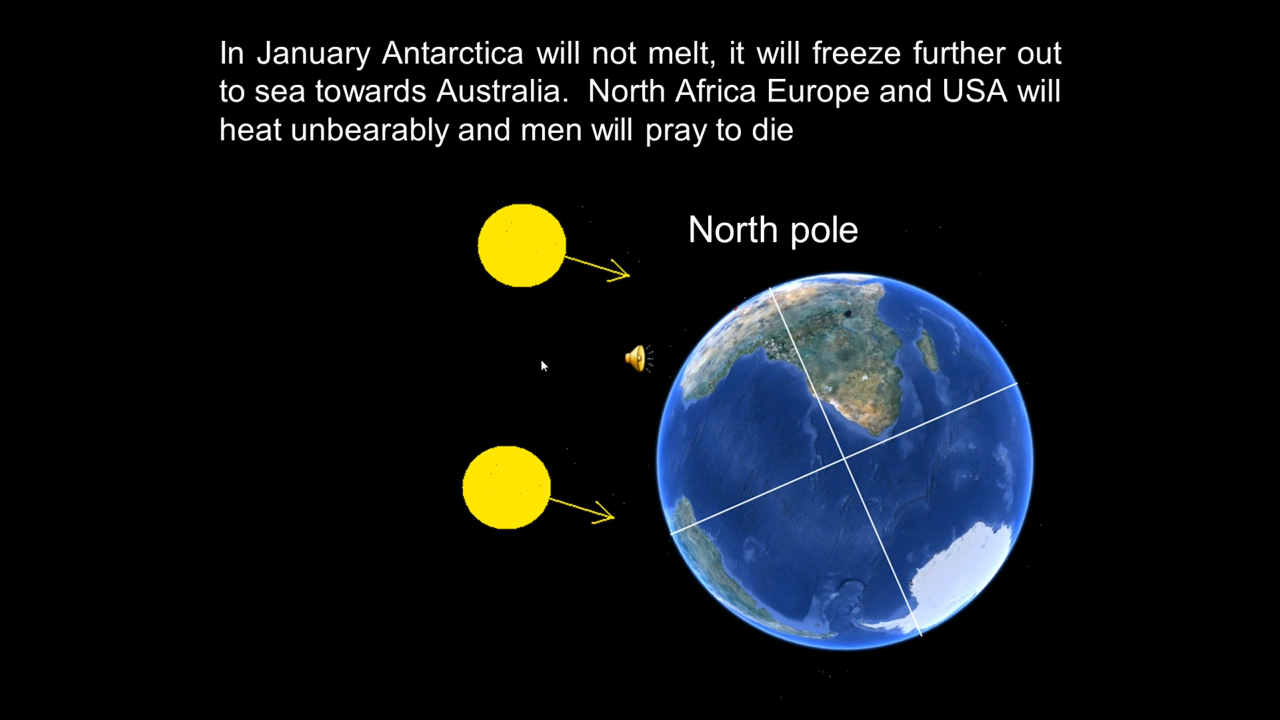 In January Antarctica will not melt, it will freeze further out
to sea towards Australia.  North Africa Europe and USA will
heat unbearably and men will pray to die
North pole